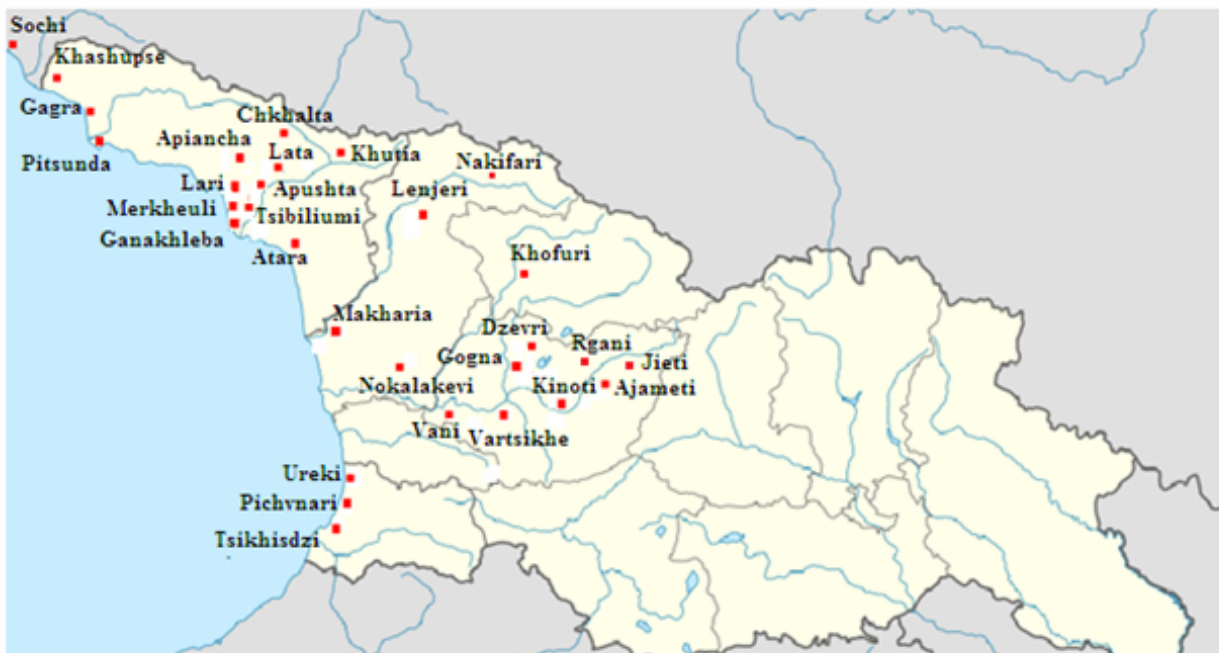 Sochi
Khashupse
Gagra
Chkhalta
Apiancha
Pitsunda
Lata
Khutia
Nakifari
Lari
Apushta
Lenjeri
Merkheuli
Tsibiliumi
Ganakhleba
Atara
Khofuri
Makharia
Dzevri
Rgani
Gogna
Jieti
Nokalakevi
Kinoti
Ajameti
Vani
Vartsikhe
Ureki
Pichvnari
Tsikhisdzi